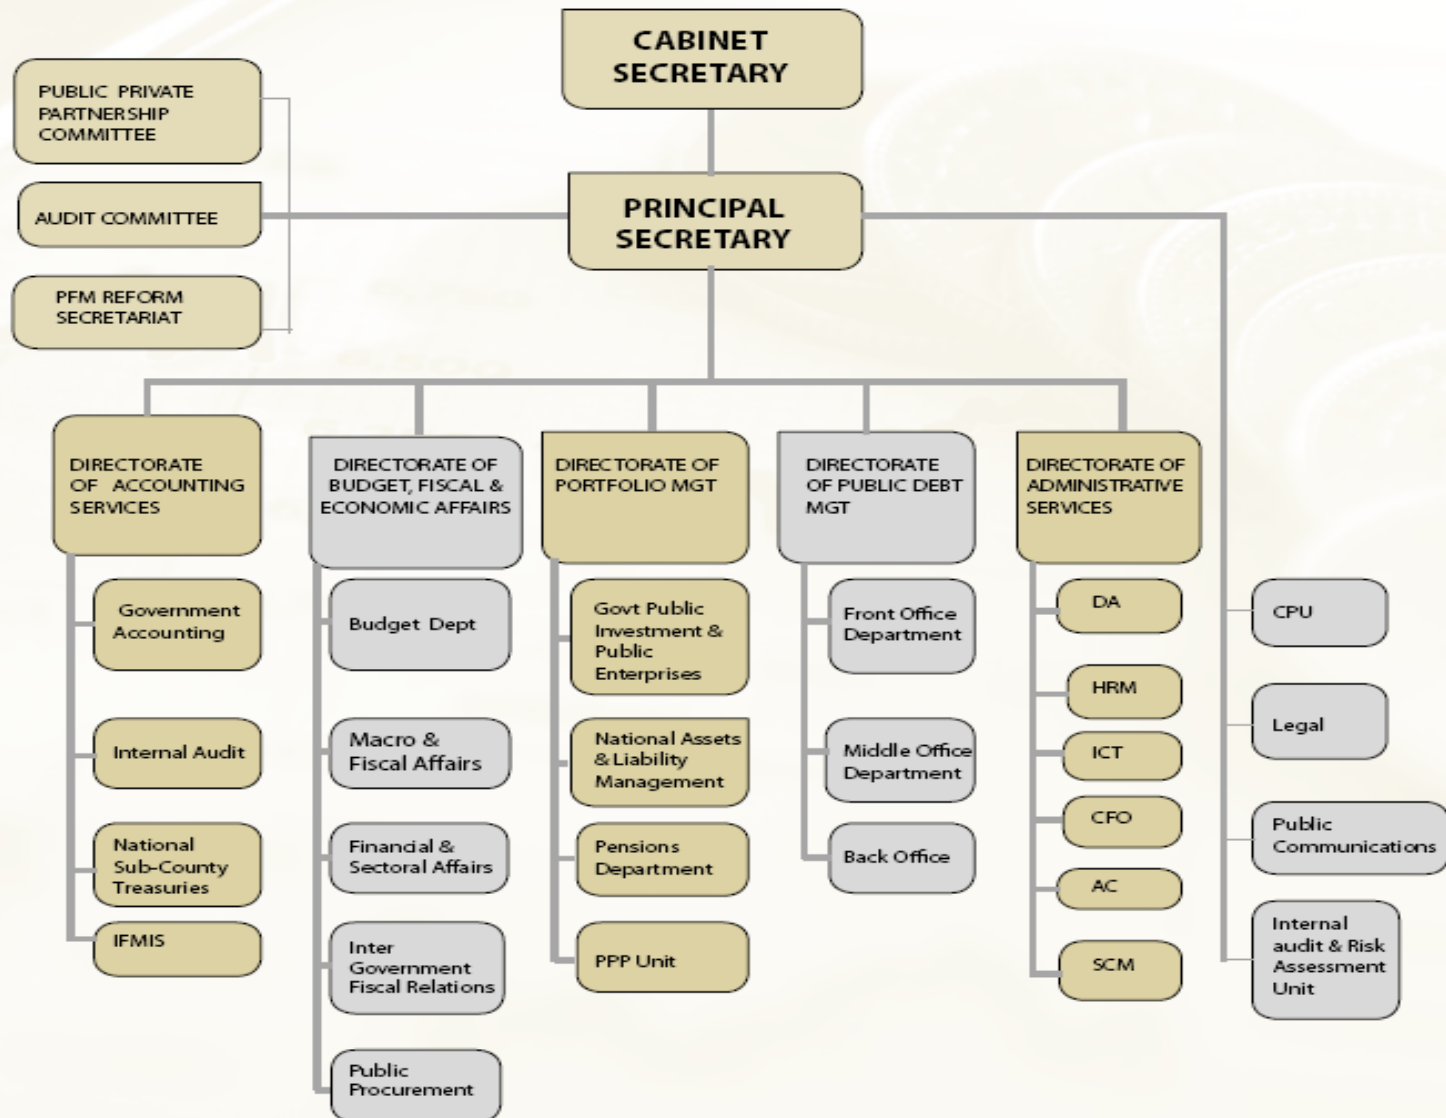 CABINET
SECRETARY
PUBLIC PRIVATE
PARTNERSHIP
COMMITTEE
AUDIT COMMITTEE
PFM REFORM
SECRETARIAT
PRINCIPAL
SECRETARY
DIRECTORATE
OF ACCOUNTING
SERVICES
Government
Accounting
Internal Audit
National
Sub-County
Treasuries
IFMIS
DIRECTORATE OF
BUDGET, FISCAL &
ECONOMIC AFFAIRS
Budget Dept
Macro &
Fiscal Affairs
Financial &
Sectoral Affairs
Inter
Government
Fiscal Relations
Public
Procurement
DIRECTORATE OF
PORTFOLIO MGT
Govt Public
Investment &
Public
Enterprises
National Assets
& Liability
Management
Pensions
Department
PPP Unit
DIRECTORATE
OF PUBLIC DEBT
MGT
Front Office
Department
Middle Office
Department
Back Office
DIRECTORATE OF
ADMINISTRATIVE
SERVICES
DA
HRM
ICT
CFO
AC
SCM
CPU
Legal
Public
Communications
Internal
audit & Risk
Assessment
Unit